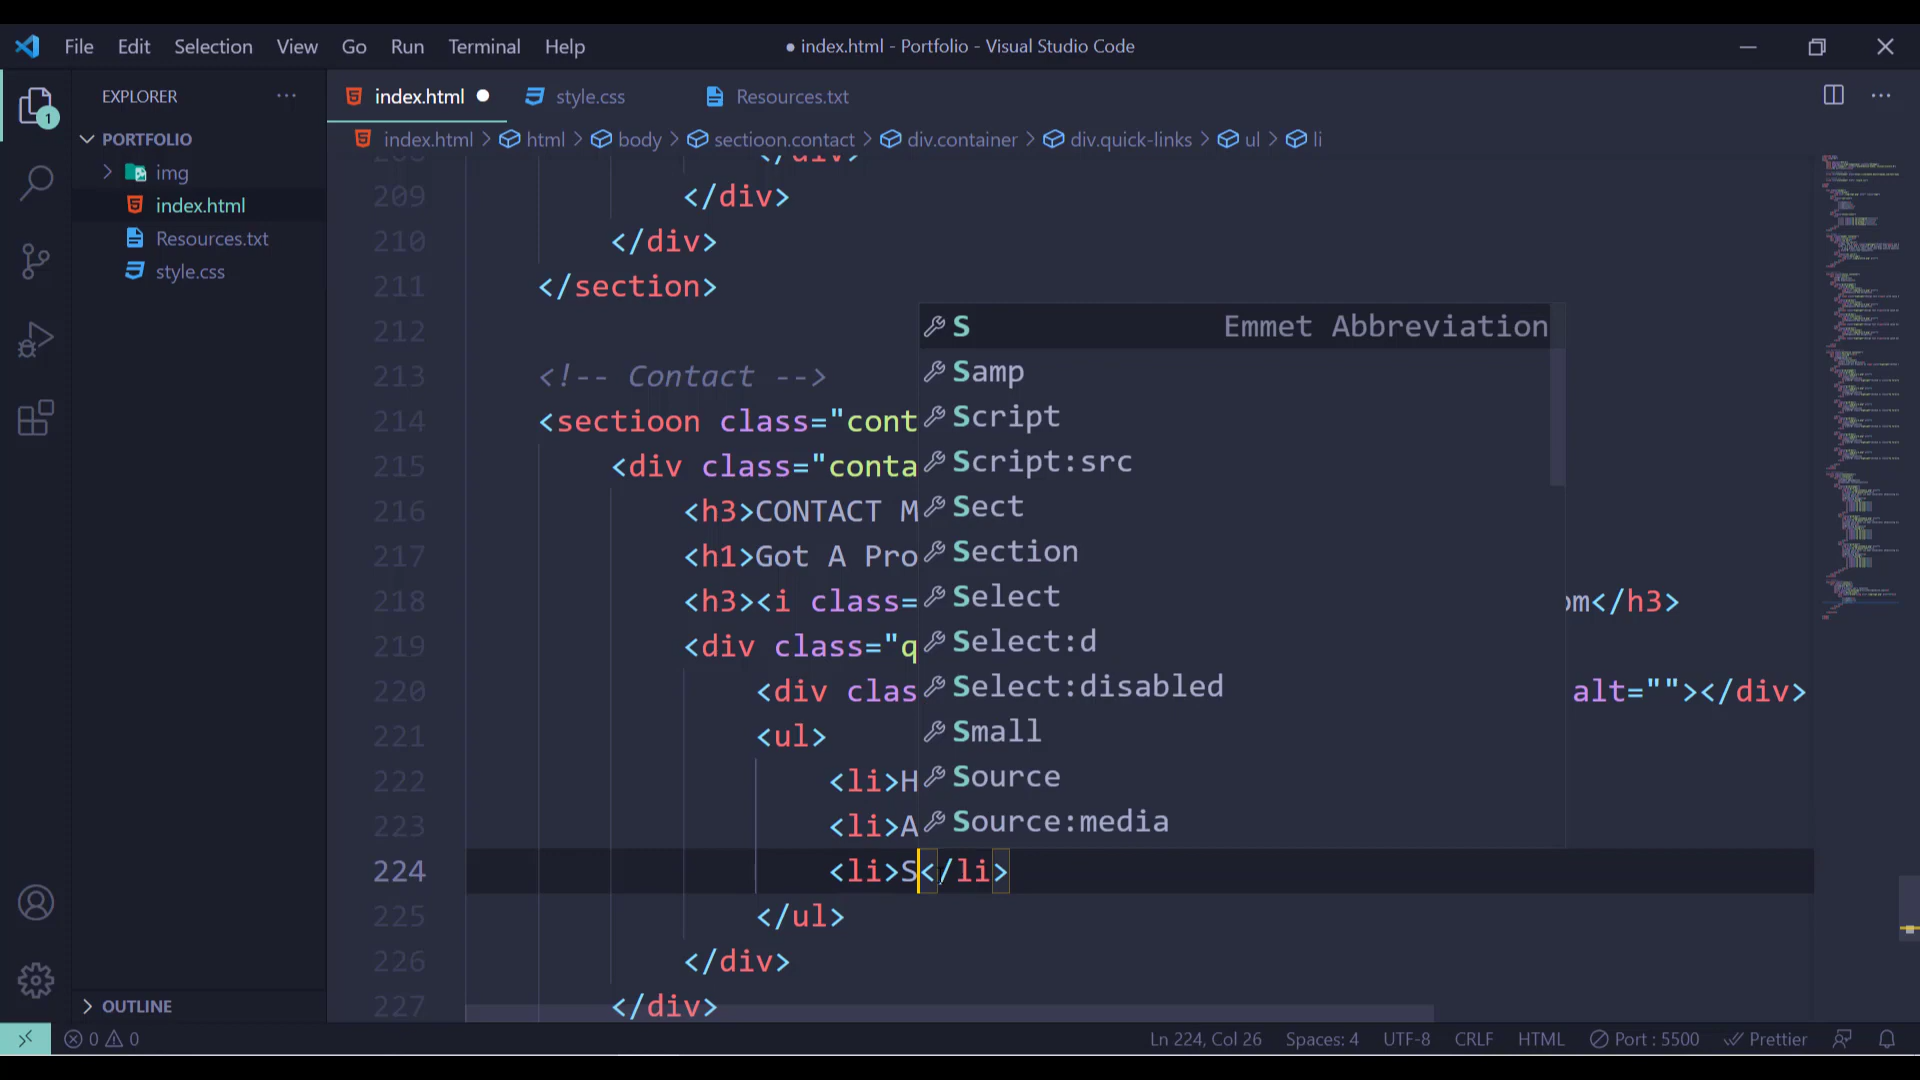 File Edit Selection View Go Run Terminal Help
● index.html - Portfolio - Visual Studio Code
EXPLORER
index.html
style.css
Resources.txt
1
PORTFOLIO
index.html > html > body > sectioon.contact > div.container > div.quick-links > ul > li
img
index.html
Resources.txt
style.css
209 </div>
210 </div>
211 </section>
212
213 <!-- Contact -->
214 <sectioon class="cont
215 <div class="conta
216 <h3>CONTACT M
217 <h1>Got A Pro
218 <h3><i class= om</h3>
219 <div class="q
220 <div clas alt=""></div>
221 <ul>
222 <li>H
223 <li>A
224 <li>S</li>
225 </ul>
226 </div>
227 </div>
S Emmet Abbreviation
Samp
Script
Script:src
Sect
Section
Select
Select:d
Select:disabled
Small
Source
Source:media
OUTLINE
0 0
Ln 224, Col 26 Spaces: 4 UTF-8 CRLF HTML Port : 5500 Prettier